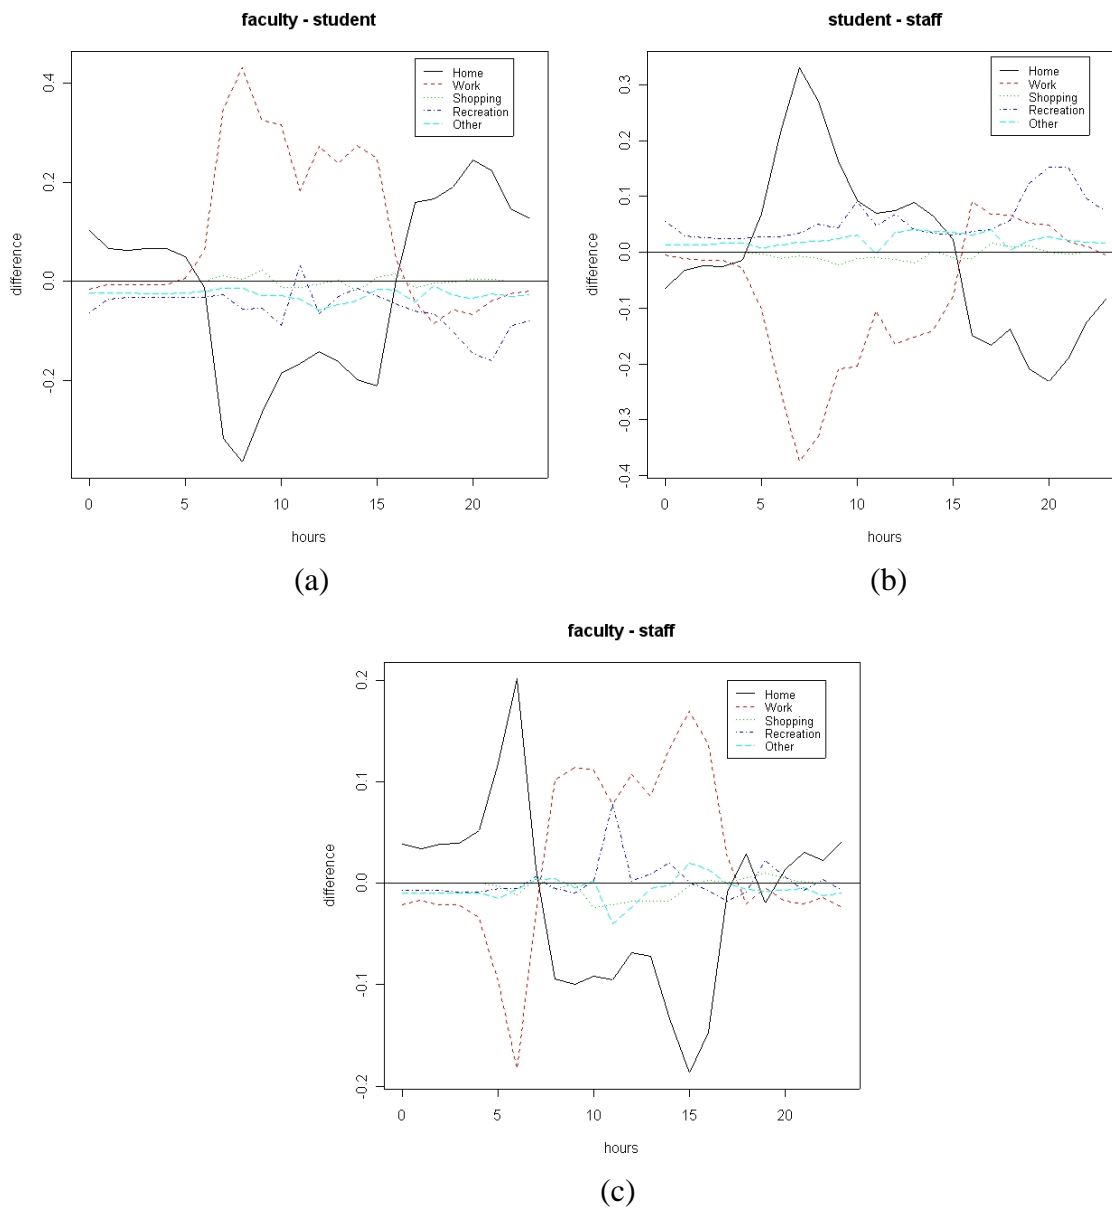 faculty - student
difference
0.4
0.2
0.0
-0.2
Home
Work
Shopping
Recreation
Other
0 5 10 15 20
hours
(a)
student - staff
difference
0.3
0.2
0.1
0.0
-0.1
-0.2
-0.3
-0.4
Home
Work
Shopping
Recreation
Other
0 5 10 15 20
hours
(b)
faculty - staff
difference
0.2
0.1
0.0
-0.1
-0.2
Home
Work
Shopping
Recreation
Other
0 5 10 15 20
hours
(c)